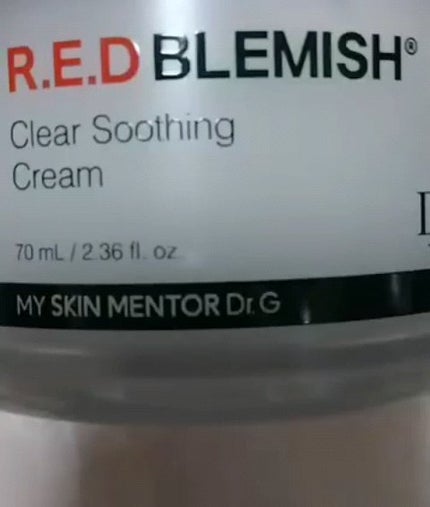 R.E.D BLEMISH®
Clear Soothing
Cream
70 mL / 2.36 fl. oz.
MY SKIN MENTOR Dr.G